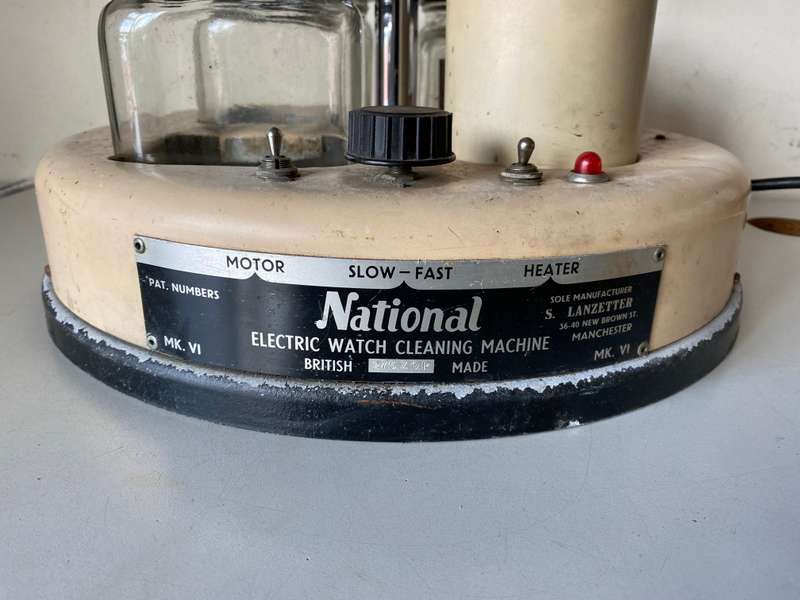 MOTOR SLOW – FAST HEATER
PAT. NUMBERS
National
SOLE MANUFACTURER
S. LANZETTER
36-40 NEW BROWN ST.
MANCHESTER
ELECTRIC WATCH CLEANING MACHINE
MK. VI
MK. VI
BRITISH MADE